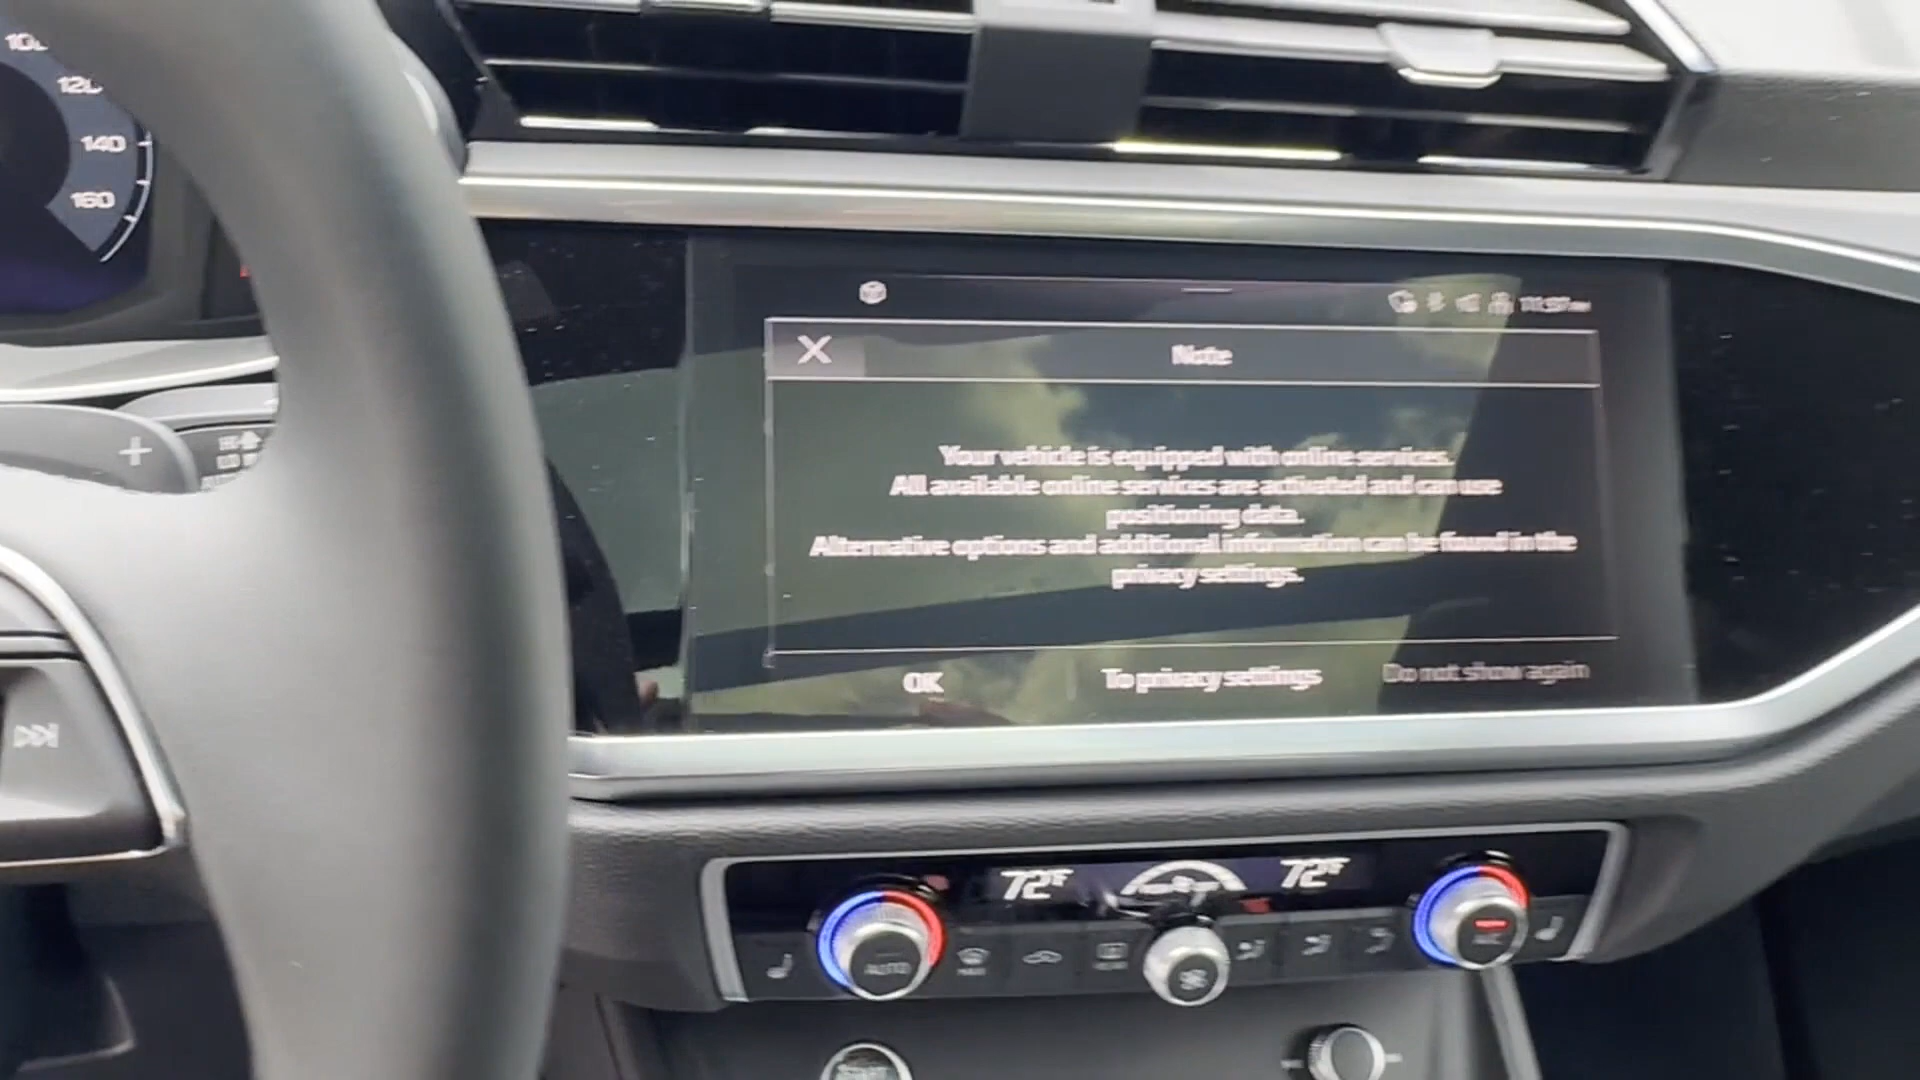 120
140
160
Note
Your vehicle is equipped with online services.
All available online services are activated and can use
positioning data.
Alternative options and additional information can be found in the
privacy settings.
OK
To privacy settings
Do not show again
72°F
72°F
AUTO
A/C